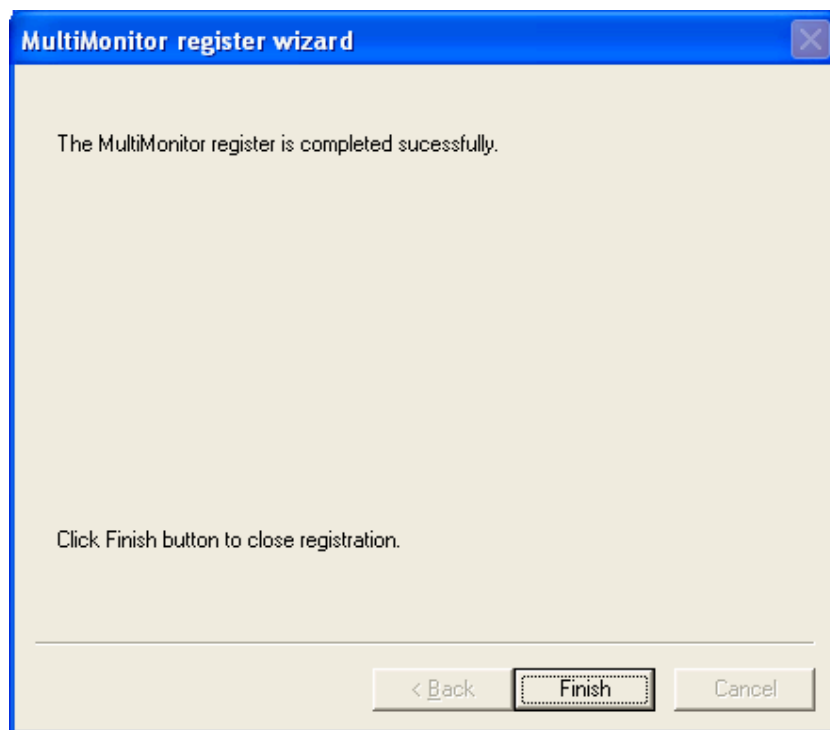 MultiMonitor register wizard
The MultiMonitor register is completed sucessfully.
Click Finish button to close registration.
< Back Finish Cancel